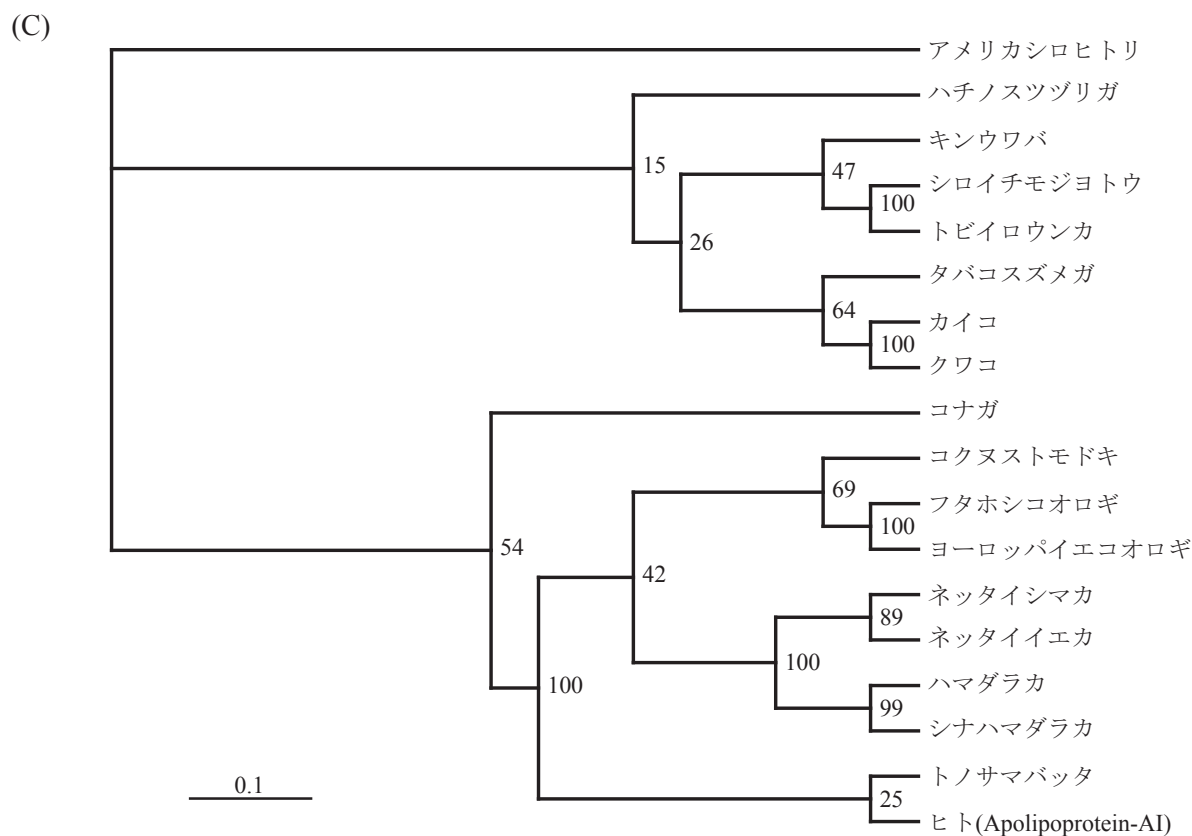 (C)
アメリカシロヒトリ
ハチノスツヅリガ
キンウワバ
15
47
シロイチモジヨトウ
100
トビイロウンカ
26
タバコスズメガ
64
カイコ
100
クワコ
コナガ
コクヌストモドキ
69
フタホシコオロギ
100
ヨーロッパイエコオロギ
54
42
ネッタイシマカ
89
ネッタイイエカ
100
ハマダラカ
100
99
シナハマダラカ
トノサマバッタ
0.1
25
ヒト(Apolipoprotein-AI)